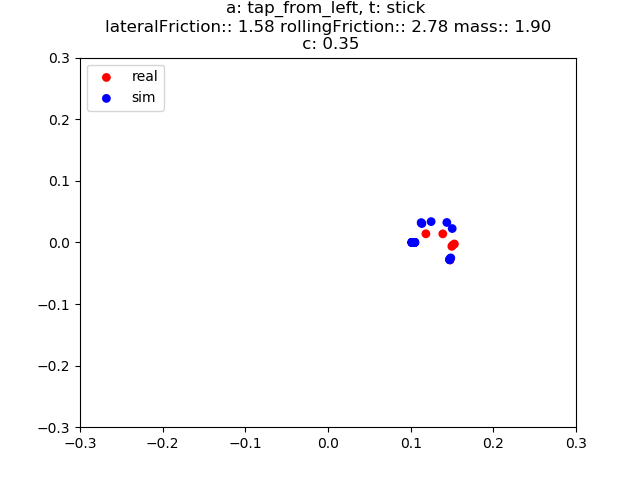 a: tap_from_left, t: stick
lateralFriction:: 1.58 rollingFriction:: 2.78 mass:: 1.90
c: 0.35
real
sim
0.3
0.2
0.1
0.0
−0.1
−0.2
−0.3
−0.3 −0.2 −0.1 0.0 0.1 0.2 0.3